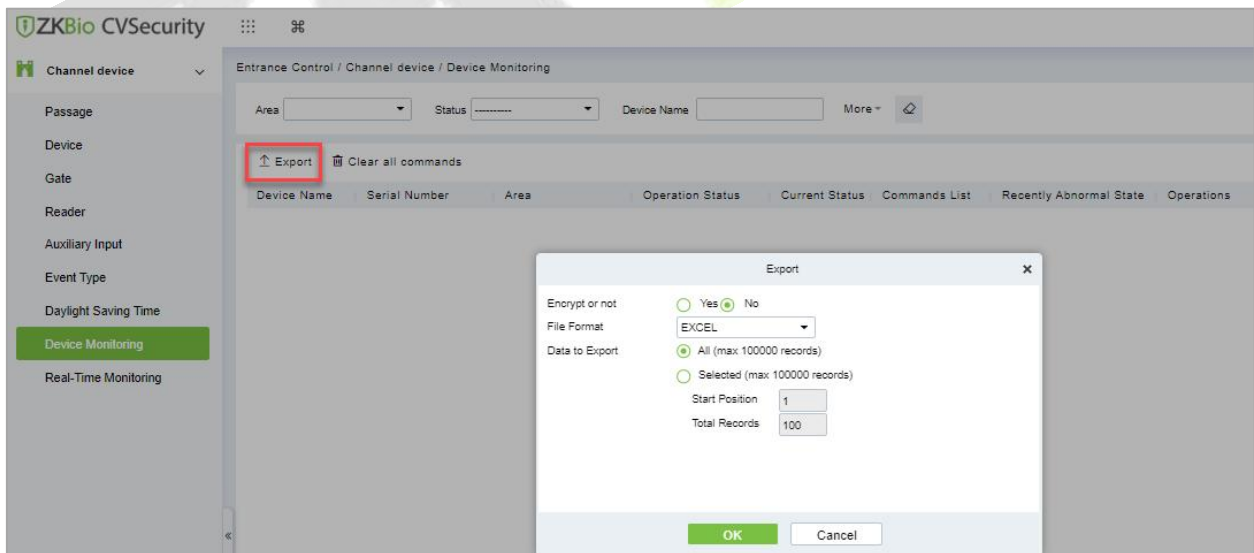 ZKBio CVSecurity
Channel device
Entrance Control / Channel device / Device Monitoring
Passage
Device
Gate
Reader
Auxiliary Input
Event Type
Daylight Saving Time
Device Monitoring
Real-Time Monitoring
Area Status ---------- Device Name More
Export Clear all commands
Device Name Serial Number Area Operation Status Current Status Commands List Recently Abnormal State Operations
Export
Encrypt or not Yes No
File Format EXCEL
Data to Export All (max 100000 records)
Selected (max 100000 records)
Start Position 1
Total Records 100
OK Cancel